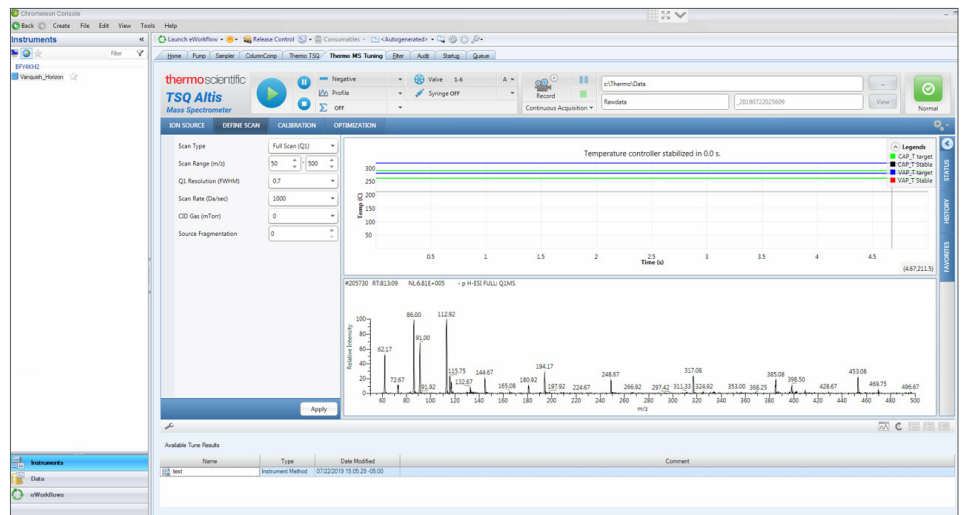 Chromeleon Console
Back Create File Edit View Tools Help
Instruments
Filter
BFV4KH2
Vanquish_Horizon
Instruments
Data
eWorkflows
Launch eWorkflow Release Control Consumables <Autogenerated>
Home Pump Sampler ColumnComp Thermo TSQ Thermo MS Tuning Filter Audit Status Queue
thermoscientific
TSQ Altis
Mass Spectrometer
Negative
Profile
OFF
Valve 1-6 A
Syringe OFF
Record
Continuous Acquisition
c:\Thermo\Data
...
Rawdata
_20190722025609
View
Normal
ION SOURCE DEFINE SCAN CALIBRATION OPTIMIZATION
Scan Type Full Scan (Q1)
Scan Range (m/z) 50 - 500
Q1 Resolution (FWHM) 0.7
Scan Rate (Da/sec) 1000
CID Gas (mTorr) 0
Source Fragmentation 0
Apply
Temperature controller stabilized in 0.0 s.
Legends
CAP_T target
CAP_T Stable
VAP_T target
VAP_T Stable
Temp (C)
300
250
200
150
100
50
0.5 1 1.5 2 2.5 3 3.5 4 4.5
Time (s)
(4.67,211.5)
STATUS
HISTORY
FAVORITES
#205730 RT:813.09 NL:6.81E+005 - p H-ESI FULL: Q1MS
Relative Intensity
100
80
60
40
20
0
62.17
72.67
86.00
91.00
91.92
112.92
115.75
132.67
144.67
165.08
180.92
194.17
197.92
224.67
248.67
266.92
297.42
311.33
317.08
324.92
353.00
368.25
385.08
398.50
428.67
453.08
469.75
496.67
60 80 100 120 140 160 180 200 220 240 260 280 300 320 340 360 380 400 420 440 460 480 500
m/z
Available Tune Results
Name Type Date Modified Comment
test Instrument Method 07/22/2019 15:05:29 -05:00